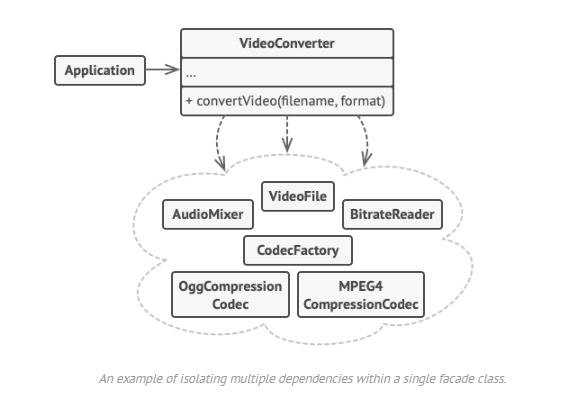 VideoConverter
Application
...
+ convertVideo(filename, format)
VideoFile
AudioMixer
BitrateReader
CodecFactory
OggCompression
Codec
MPEG4
CompressionCodec
An example of isolating multiple dependencies within a single facade class.